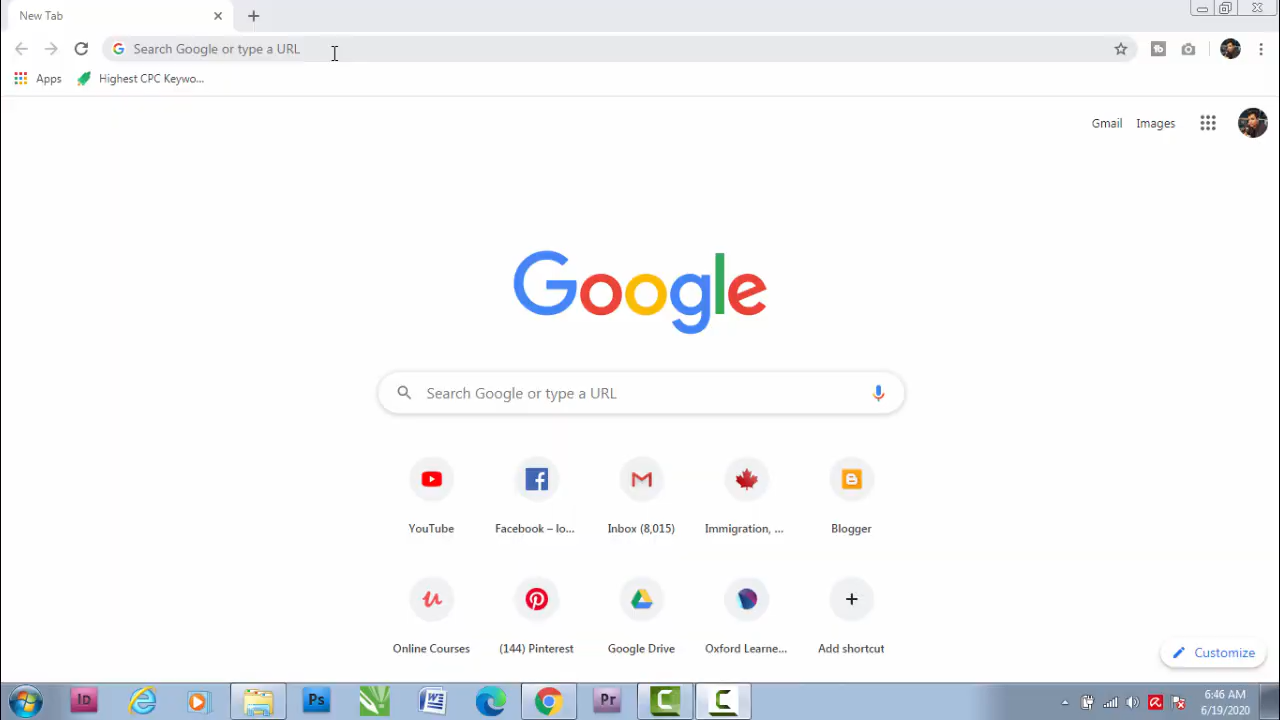 New Tab
Search Google or type a URL
Apps
Highest CPC Keywo...
Gmail
Images
Google
Search Google or type a URL
YouTube
Facebook – lo...
Inbox (8,015)
Immigration, ...
Blogger
Online Courses
(144) Pinterest
Google Drive
Oxford Learne...
Add shortcut
Customize
Id
Ps
Pr
6:46 AM
6/19/2020